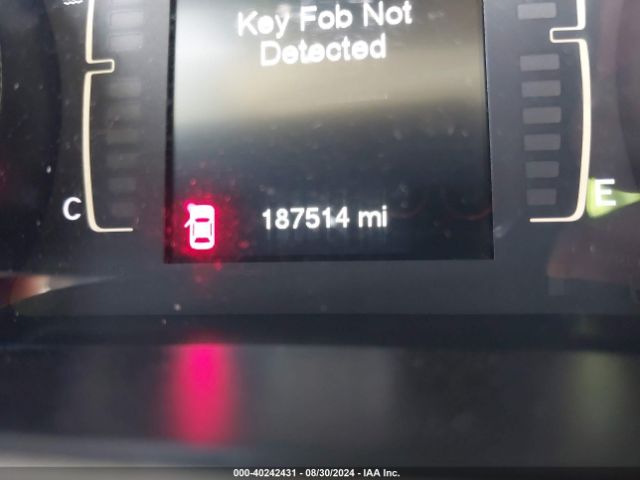 Key Fob Not
Detected
C
E
187514 mi
000-40242431 - 08/30/2024 - IAA Inc.